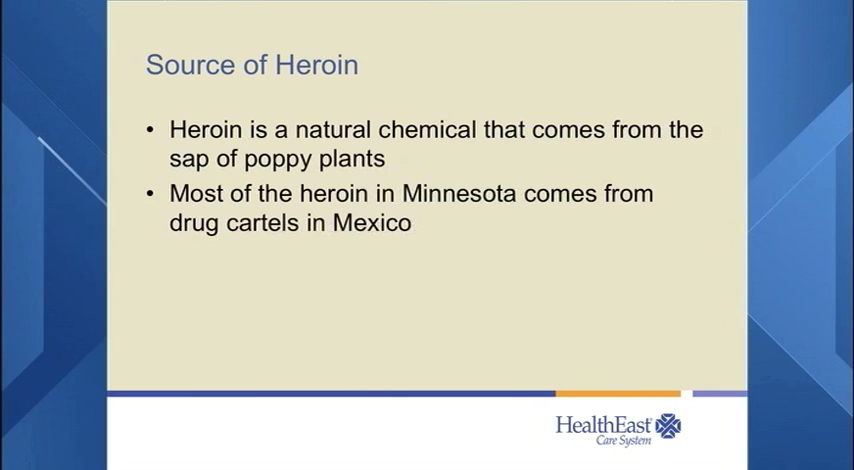 Source of Heroin
• Heroin is a natural chemical that comes from the
sap of poppy plants
• Most of the heroin in Minnesota comes from
drug cartels in Mexico
HealthEast®
Care System